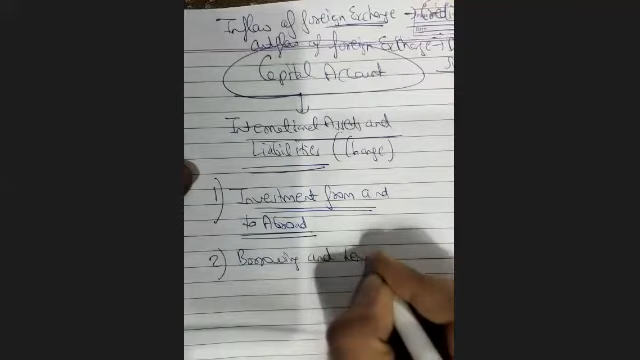 Inflow of foreign Exchange → Credit
outflow of foreign Exchange →
Capital Account
↓
International Assets and
Liabilities (Change)
1) Investment from and
to Abroad
2) Borrowing and